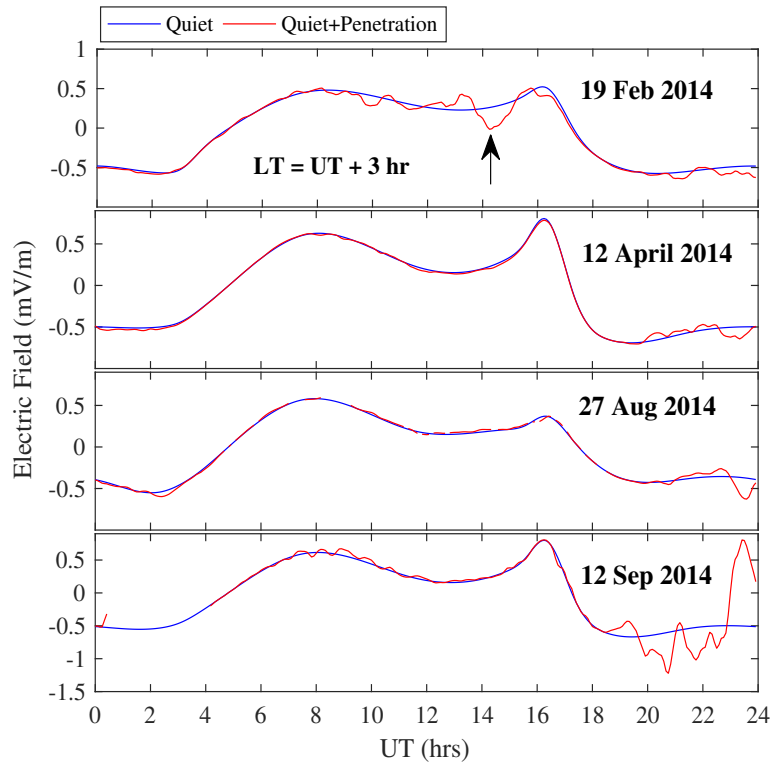 Quiet Quiet+Penetration
1
0.5
0
-0.5
19 Feb 2014
LT = UT + 3 hr
0.5
0
-0.5
12 April 2014
0.5
0
-0.5
27 Aug 2014
0.5
0
-0.5
-1
-1.5
12 Sep 2014
0 2 4 6 8 10 12 14 16 18 20 22 24
UT (hrs)
Electric Field (mV/m)